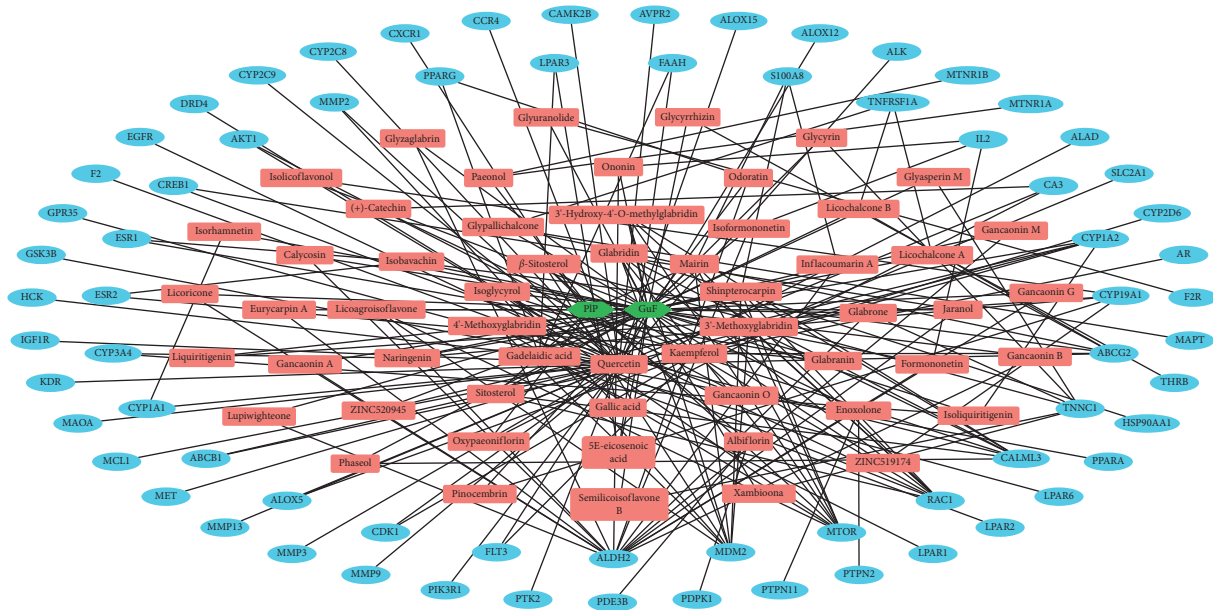 CAMK2B
AVPR2
CCR4
ALOX15
CXCR1
ALOX12
CYP2C8
ALK
CYP2C9
PPARG
LPAR3
FAAH
S100A8
MTNR1B
DRD4
MMP2
TNFRSF1A
MTNR1A
EGFR
AKT1
Glyuranolide
Glycyrrhizin
Glyzaglabrin
Glycyrin
IL2
ALAD
F2
CREB1
Isolicoflavonol
Paeonol
Ononin
Odoratin
Glyasperin M
CA3
SLC2A1
GPR35
(+)-Catechin
3′-Hydroxy-4′-O-methylglabridin
Licochalcone B
CYP2D6
ESR1
Isorhamnetin
Glypallichalcone
Isoformononetin
Gancaonin M
CYP1A2
GSK3B
Calycosin
Isobavachin
β-Sitosterol
Glabridin
Mairin
Inflacoumarin A
Licochalcone A
AR
HCK
ESR2
Licoricone
Isoglycyrol
Shinpterocarpin
Gancaonin G
CYP19A1
F2R
Eurycarpin A
Licoagroisoflavone
PlP
GuF
Glabrone
Jaranol
IGF1R
4′-Methoxyglabridin
3′-Methoxyglabridin
MAPT
CYP3A4
Liquiritigenin
Gancaonin A
Naringenin
Gadelaidic acid
Quercetin
Kaempferol
Glabranin
Formononetin
Gancaonin B
ABCG2
KDR
THRB
CYP1A1
Lupiwighteone
ZINC520945
Sitosterol
Gallic acid
Gancaonin O
Enoxolone
Isoliquiritigenin
TNNC1
MAOA
HSP90AA1
Oxypaeoniflorin
5E-eicosenoic
acid
Albiflorin
MCL1
ABCB1
Phaseol
ZINC519174
CALML3
PPARA
MET
ALOX5
Pinocembrin
Semilicoisoflavone
B
Xambioona
RAC1
LPAR6
MMP13
CDK1
MTOR
LPAR2
MMP3
FLT3
ALDH2
MDM2
LPAR1
MMP9
PTPN2
PIK3R1
PTPN11
PTK2
PDE3B
PDPK1